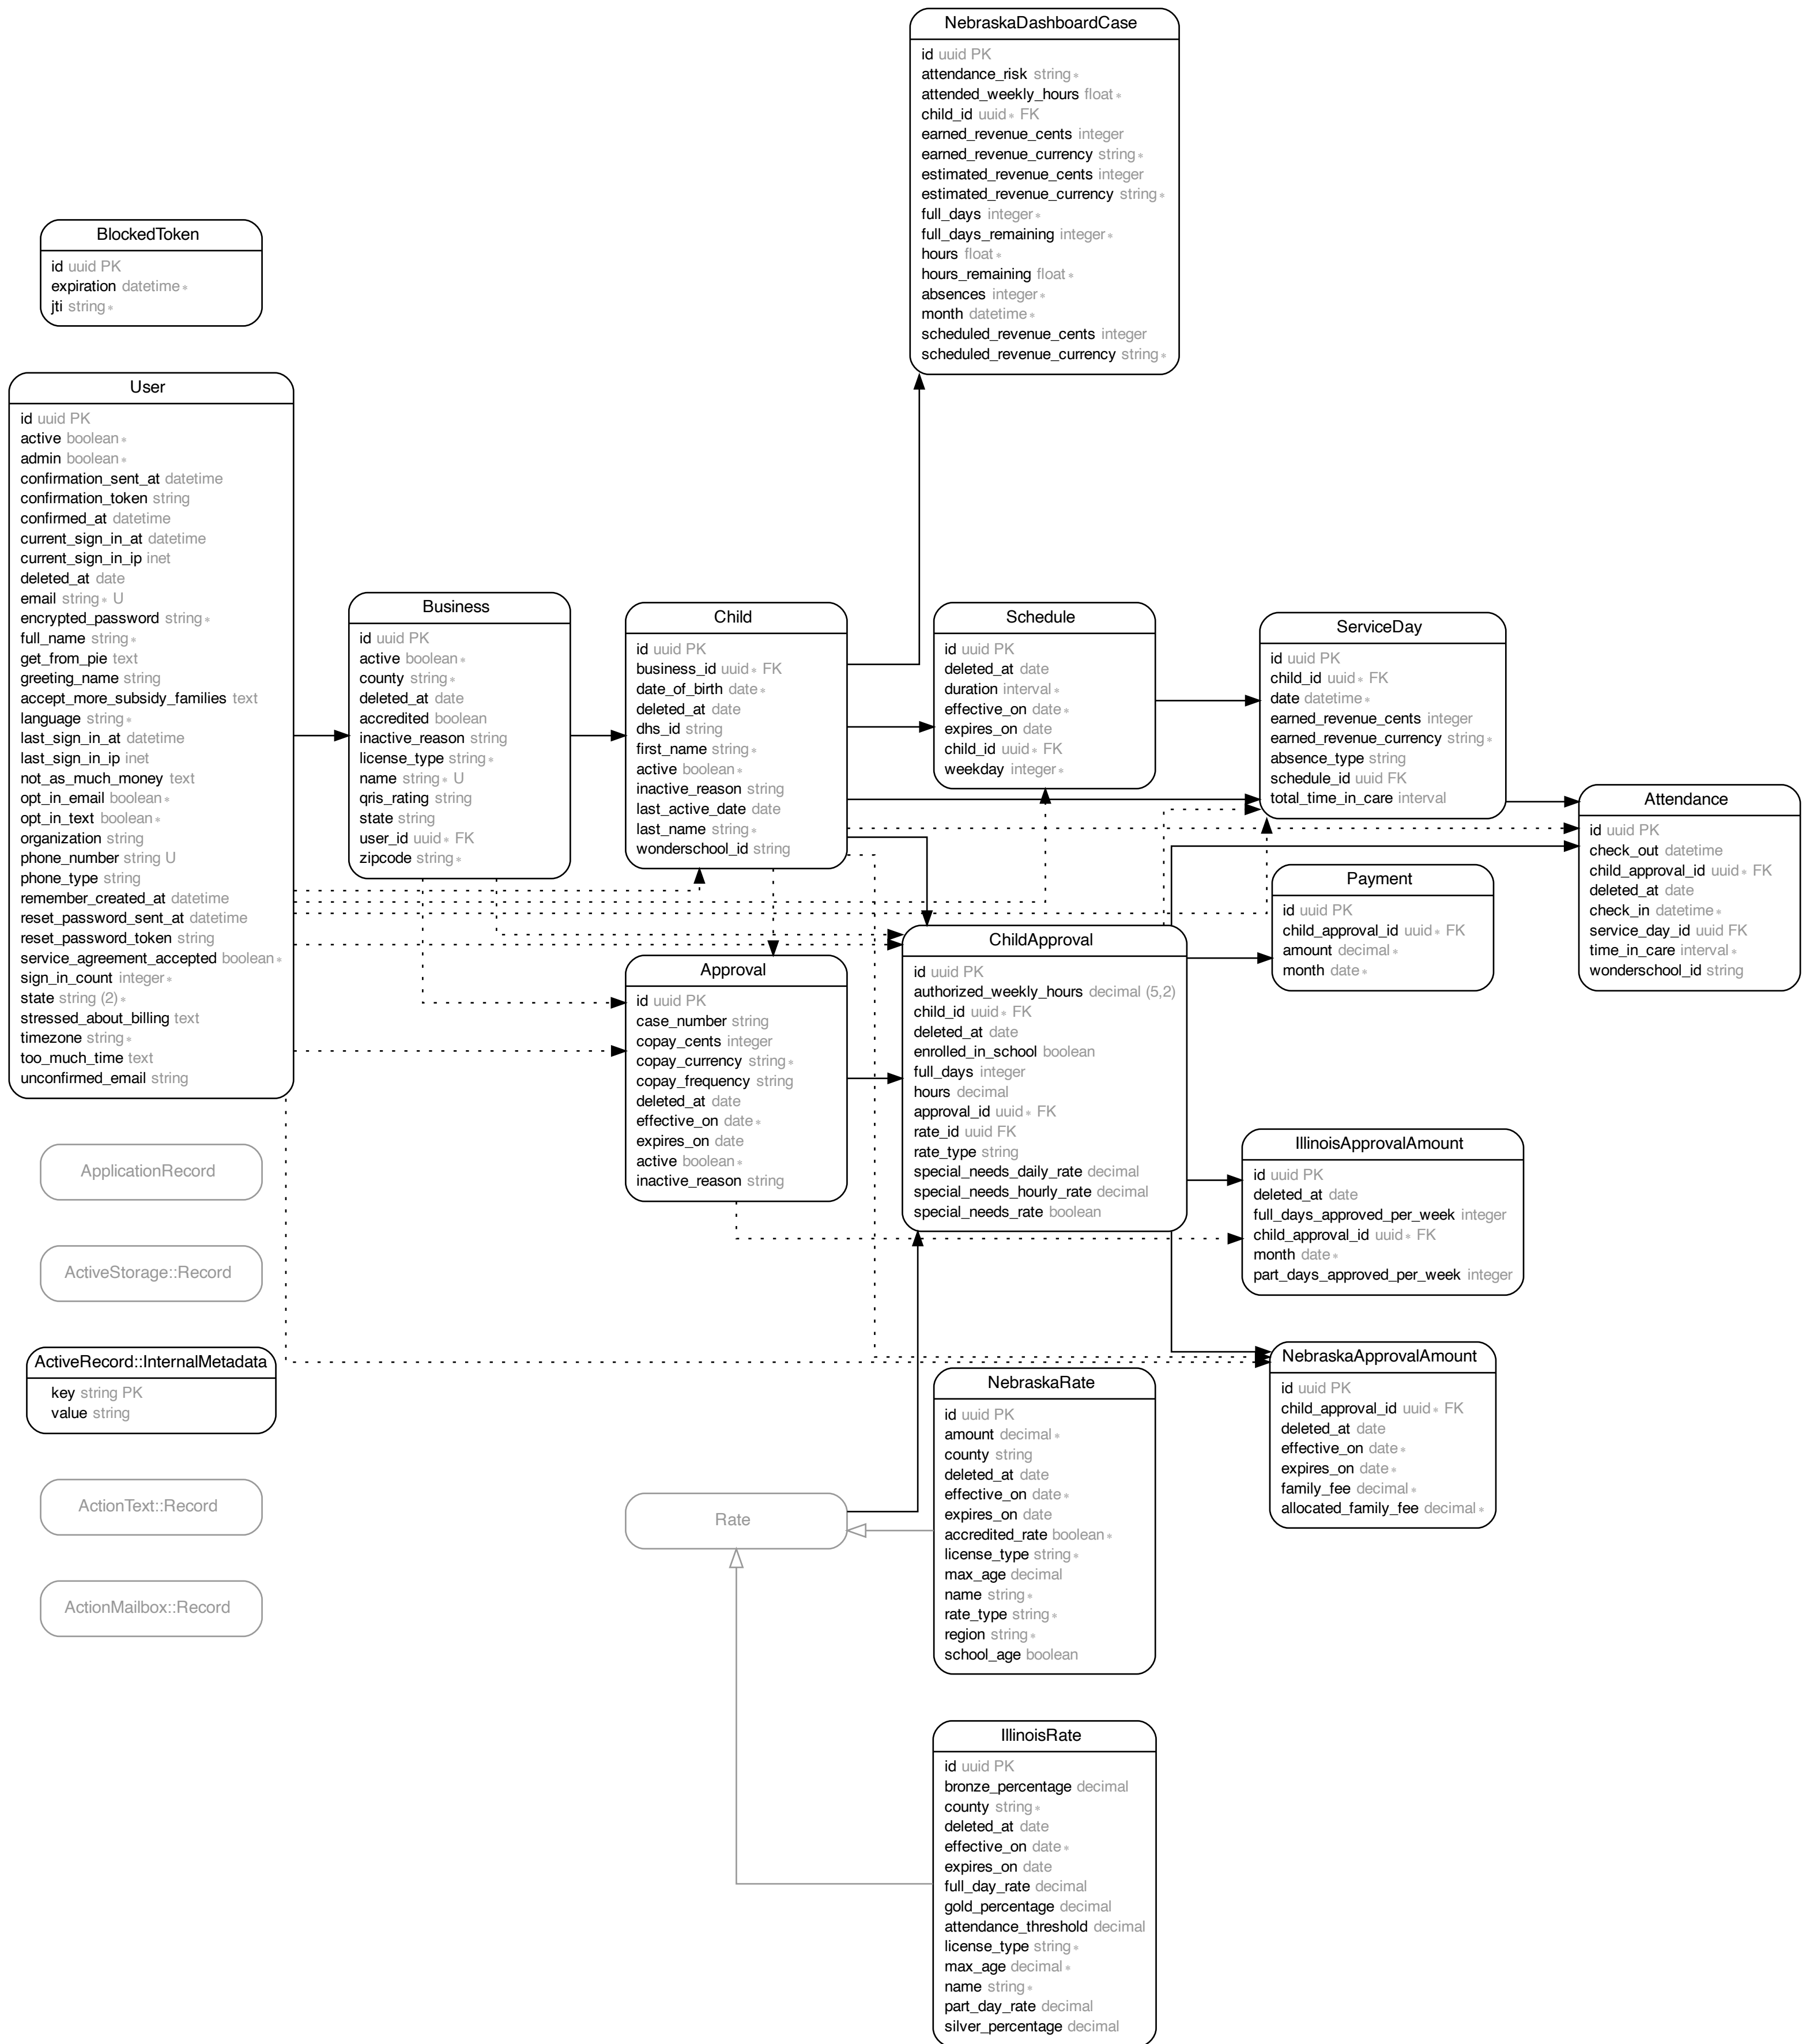 NebraskaDashboardCase
id uuid PK
attendance_risk string *
attended_weekly_hours float *
child_id uuid * FK
earned_revenue_cents integer
earned_revenue_currency string *
estimated_revenue_cents integer
estimated_revenue_currency string *
full_days integer *
full_days_remaining integer *
hours float *
hours_remaining float *
absences integer *
month datetime *
scheduled_revenue_cents integer
scheduled_revenue_currency string *
BlockedToken
id uuid PK
expiration datetime *
jti string *
User
id uuid PK
active boolean *
admin boolean *
confirmation_sent_at datetime
confirmation_token string
confirmed_at datetime
current_sign_in_at datetime
current_sign_in_ip inet
deleted_at date
email string * U
encrypted_password string *
full_name string *
get_from_pie text
greeting_name string
accept_more_subsidy_families text
language string *
last_sign_in_at datetime
last_sign_in_ip inet
not_as_much_money text
opt_in_email boolean *
opt_in_text boolean *
organization string
phone_number string U
phone_type string
remember_created_at datetime
reset_password_sent_at datetime
reset_password_token string
service_agreement_accepted boolean *
sign_in_count integer *
state string (2) *
stressed_about_billing text
timezone string *
too_much_time text
unconfirmed_email string
Business
id uuid PK
active boolean *
county string *
deleted_at date
accredited boolean
inactive_reason string
license_type string *
name string * U
qris_rating string
state string
user_id uuid * FK
zipcode string *
Child
id uuid PK
business_id uuid * FK
date_of_birth date *
deleted_at date
dhs_id string
first_name string *
active boolean *
inactive_reason string
last_active_date date
last_name string *
wonderschool_id string
Schedule
id uuid PK
deleted_at date
duration interval *
effective_on date *
expires_on date
child_id uuid * FK
weekday integer *
ServiceDay
id uuid PK
child_id uuid * FK
date datetime *
earned_revenue_cents integer
earned_revenue_currency string *
absence_type string
schedule_id uuid FK
total_time_in_care interval
Attendance
id uuid PK
check_out datetime
child_approval_id uuid * FK
deleted_at date
check_in datetime *
service_day_id uuid FK
time_in_care interval *
wonderschool_id string
Payment
id uuid PK
child_approval_id uuid * FK
amount decimal *
month date *
ChildApproval
id uuid PK
authorized_weekly_hours decimal (5,2)
child_id uuid * FK
deleted_at date
enrolled_in_school boolean
full_days integer
hours decimal
approval_id uuid * FK
rate_id uuid FK
rate_type string
special_needs_daily_rate decimal
special_needs_hourly_rate decimal
special_needs_rate boolean
Approval
id uuid PK
case_number string
copay_cents integer
copay_currency string *
copay_frequency string
deleted_at date
effective_on date *
expires_on date
active boolean *
inactive_reason string
IllinoisApprovalAmount
id uuid PK
deleted_at date
full_days_approved_per_week integer
child_approval_id uuid * FK
month date *
part_days_approved_per_week integer
ApplicationRecord
ActiveStorage::Record
ActiveRecord::InternalMetadata
key string PK
value string
ActionText::Record
ActionMailbox::Record
NebraskaApprovalAmount
id uuid PK
child_approval_id uuid * FK
deleted_at date
effective_on date *
expires_on date *
family_fee decimal *
allocated_family_fee decimal *
NebraskaRate
id uuid PK
amount decimal *
county string
deleted_at date
effective_on date *
expires_on date
accredited_rate boolean *
license_type string *
max_age decimal
name string *
rate_type string *
region string *
school_age boolean
Rate
IllinoisRate
id uuid PK
bronze_percentage decimal
county string *
deleted_at date
effective_on date *
expires_on date
full_day_rate decimal
gold_percentage decimal
attendance_threshold decimal
license_type string *
max_age decimal *
name string *
part_day_rate decimal
silver_percentage decimal